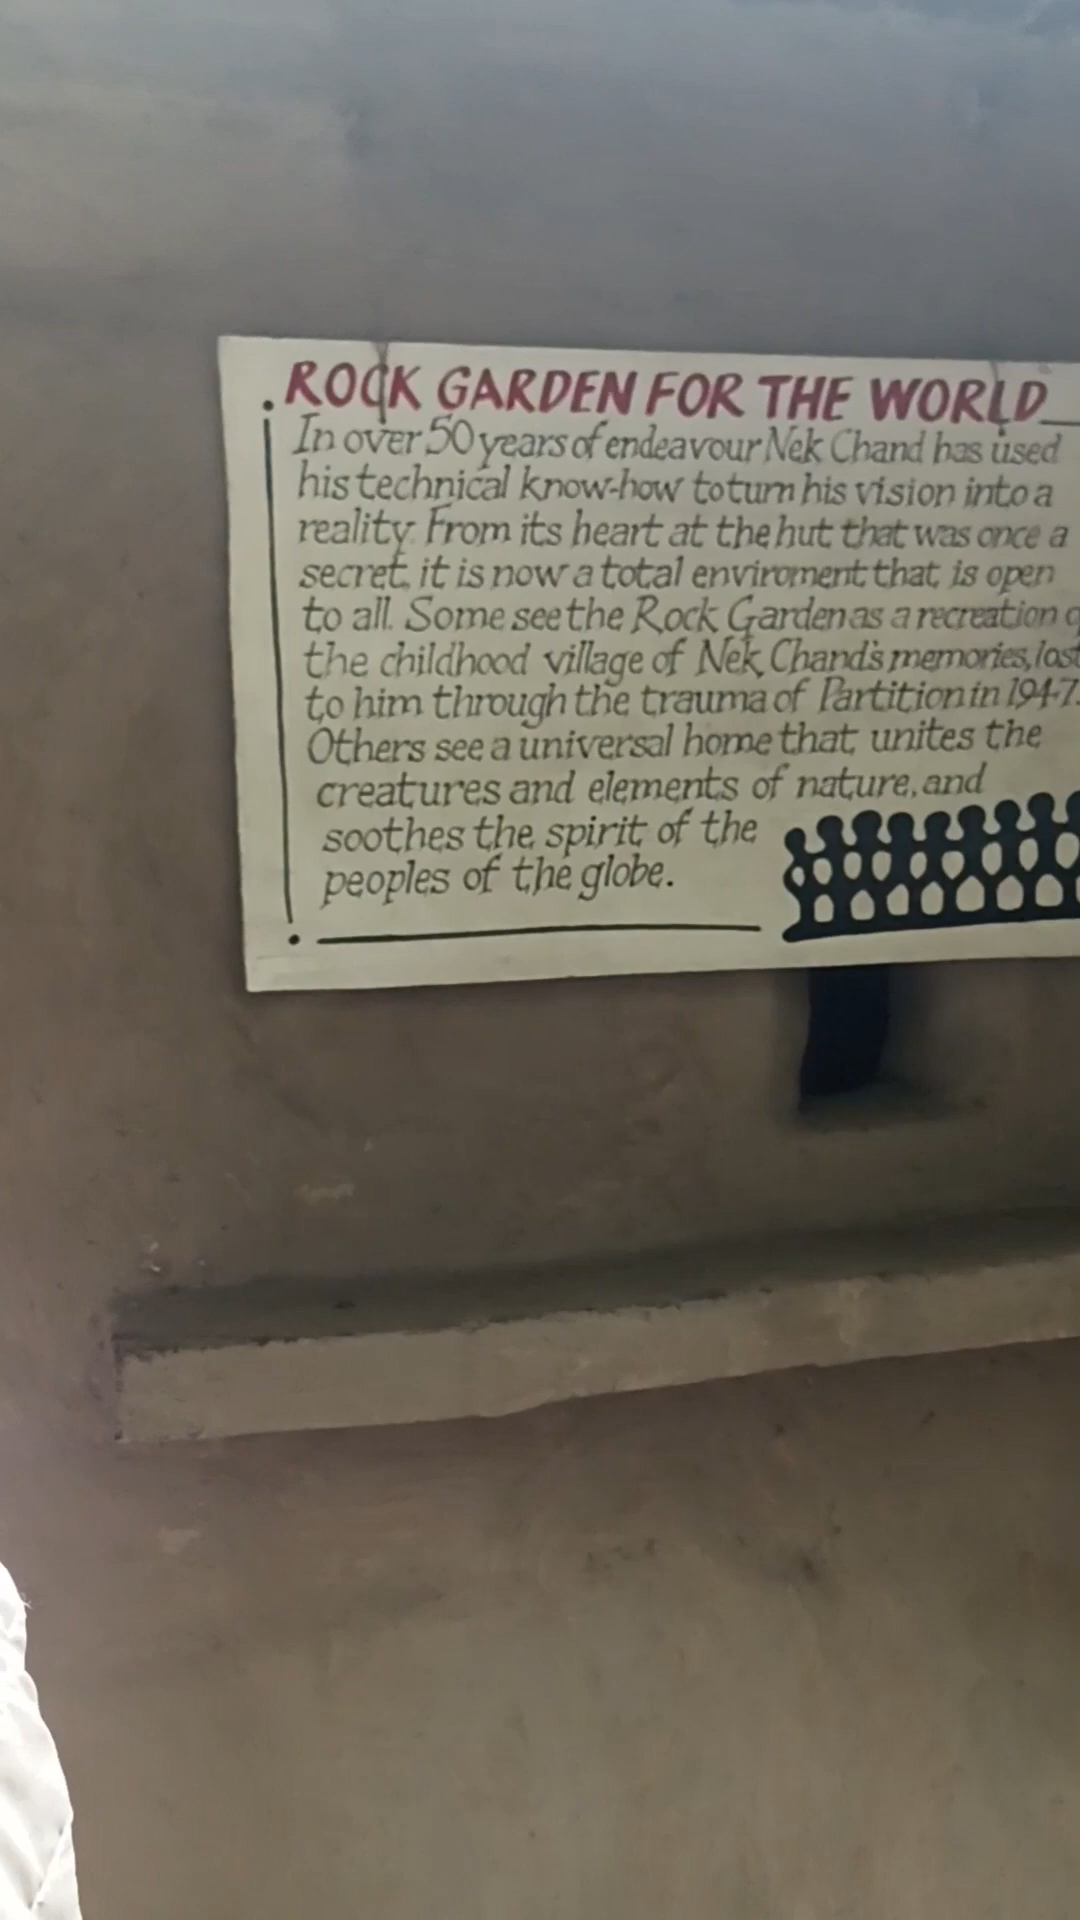 ROCK GARDEN FOR THE WORLD
In over 50 years of endeavour Nek Chand has used
his technical know-how to turn his vision into a
reality. From its heart at the hut that was once a
secret, it is now a total enviroment that is open
to all. Some see the Rock Garden as a recreation
the childhood village of Nek Chand's memories, lost
to him through the trauma of Partition in 1947.
Others see a universal home that unites the
creatures and elements of nature, and
soothes the spirit of the
peoples of the globe.